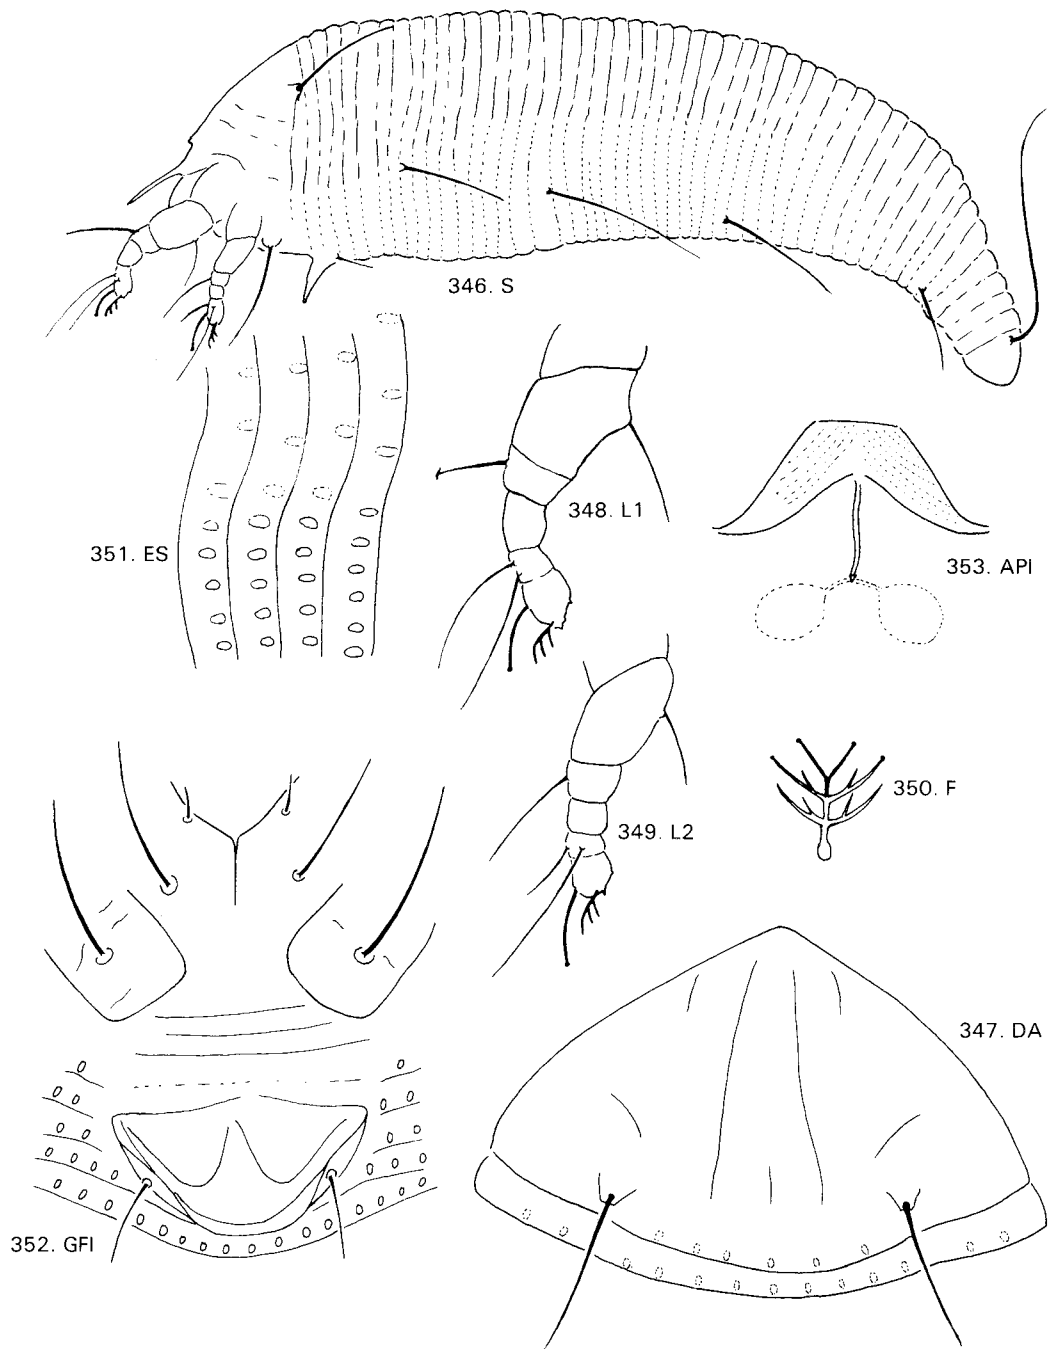 346. S
348. L1
351. ES
353. API
350. F
349. L2
347. DA
352. GFI